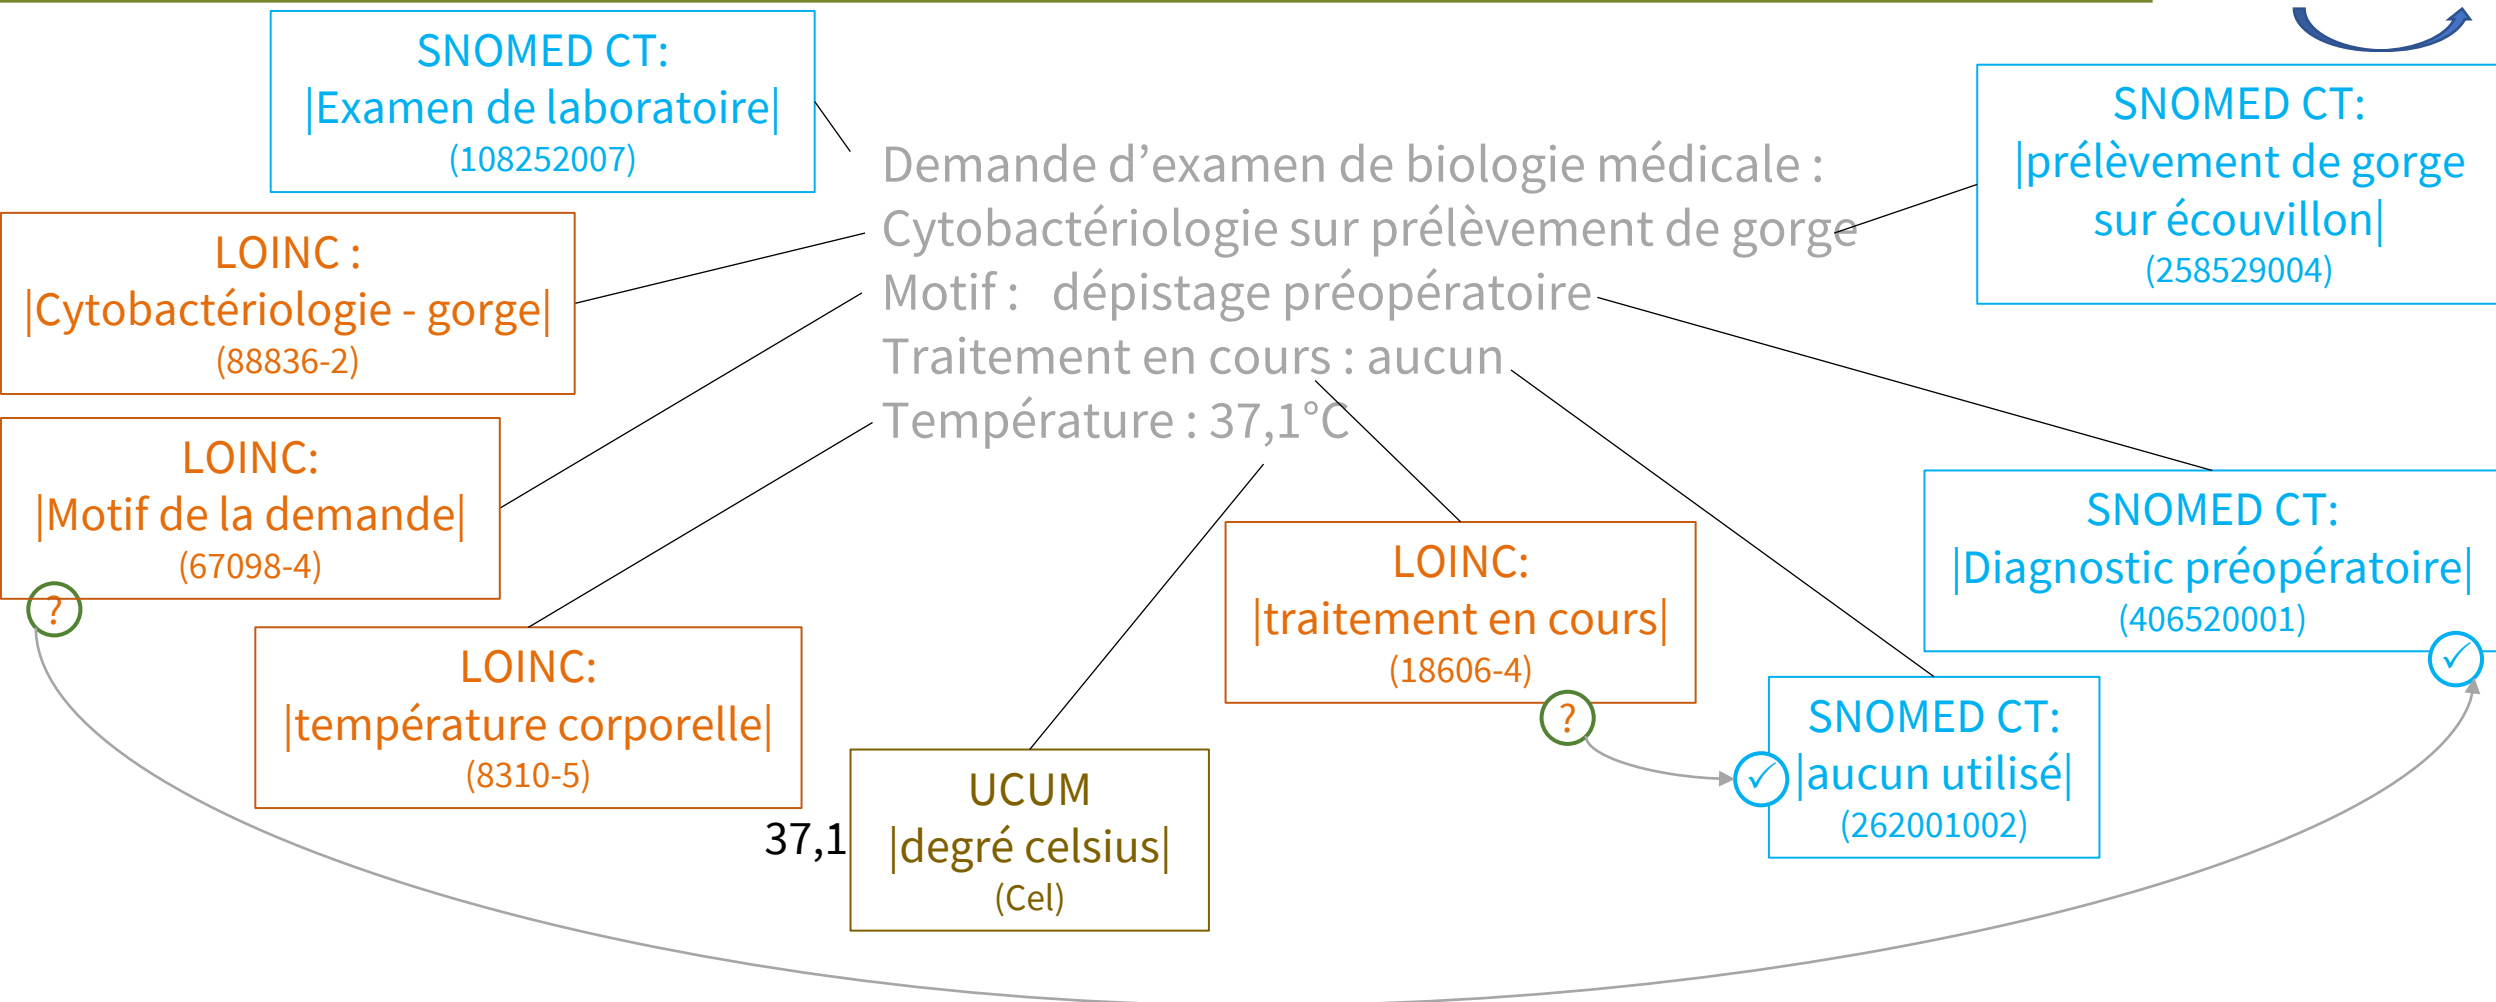 SNOMED CT:
|Examen de laboratoire|
(108252007)
SNOMED CT:
|prélèvement de gorge
sur écouvillon|
(258529004)
Demande d’examen de biologie médicale :
Cytobactériologie sur prélèvement de gorge
Motif : dépistage préopératoire
Traitement en cours : aucun
Température : 37,1°C
LOINC :
|Cytobactériologie - gorge|
(88836-2)
LOINC:
|Motif de la demande|
(67098-4)
?
LOINC:
|température corporelle|
(8310-5)
37,1
UCUM
|degré celsius|
(Cel)
LOINC:
|traitement en cours|
(18606-4)
?
SNOMED CT:
|aucun utilisé|
(262001002)
✓
SNOMED CT:
|Diagnostic préopératoire|
(406520001)
✓